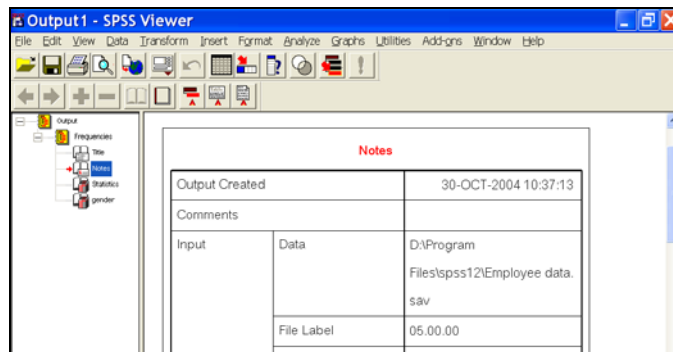 Output1 - SPSS Viewer
File Edit View Data Transform Insert Format Analyze Graphs Utilities Add-ons Window Help
Output
Frequencies
Title
Notes
Statistics
gender
Notes
Output Created 30-OCT-2004 10:37:13
Comments
Input Data D:\Program
Files\spss12\Employee data.
sav
File Label 05.00.00